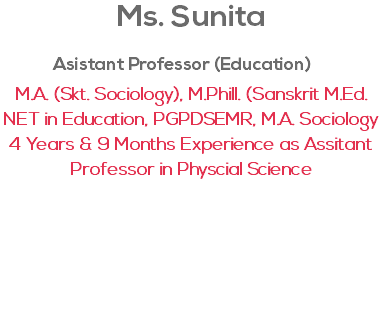 Ms. Sunita
Asistant Professor (Education)
M.A. (Skt. Sociology), M.Phill. (Sanskrit M.Ed.
NET in Education, PGPDSEMR, M.A. Sociology
4 Years & 9 Months Experience as Assitant
Professor in Physcial Science